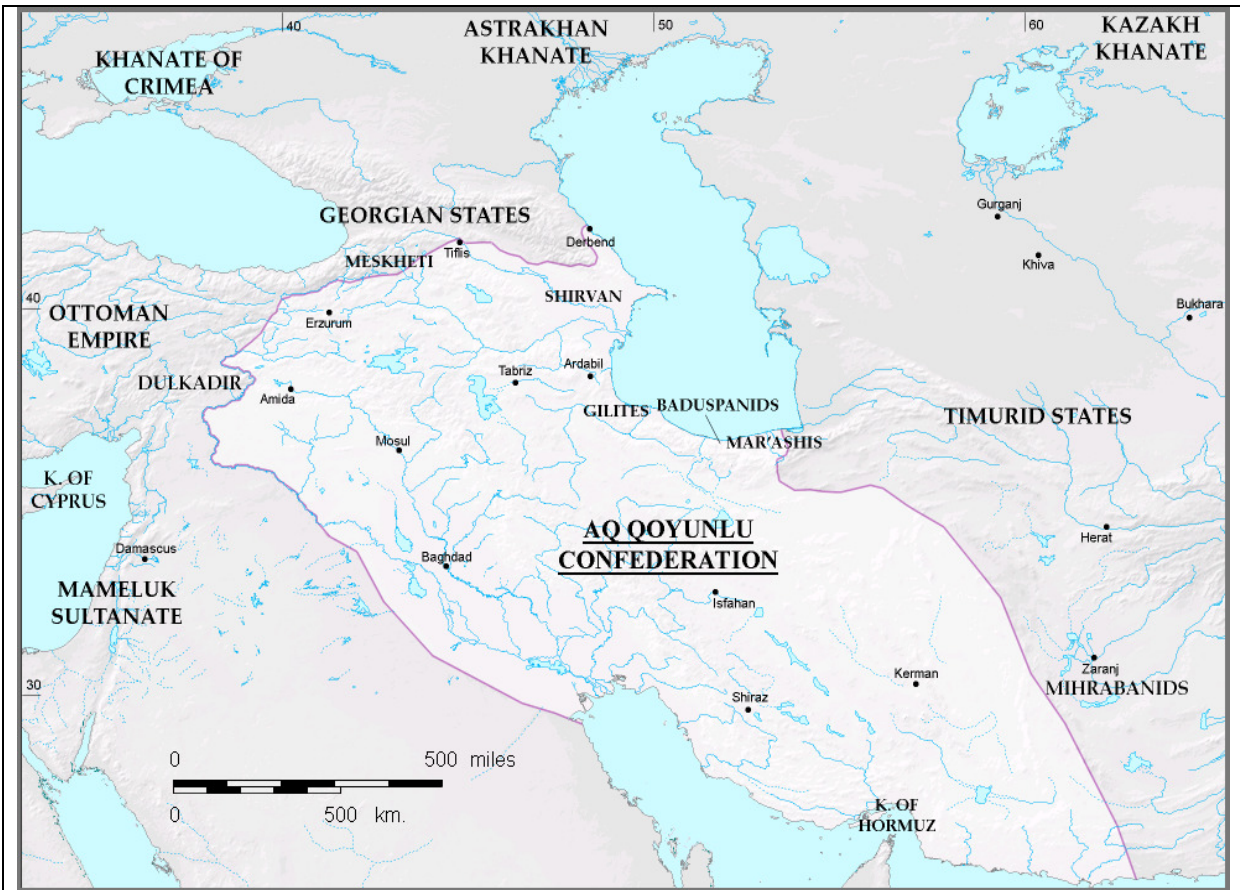 40
50
60
ASTRAKHAN
KHANATE
KAZAKH
KHANATE
KHANATE OF
CRIMEA
Gurganj
GEORGIAN STATES
Derbend
Tiflis
MESKHETI
Khiva
SHIRVAN
40
Bukhara
OTTOMAN
EMPIRE
Erzurum
Ardabil
Tabriz
DULKADIR
Amida
GILITES
BADUSPANIDS
TIMURID STATES
MAR'ASHIS
Mosul
K. OF
CYPRUS
AQ QOYUNLU
CONFEDERATION
Herat
Damascus
Baghdad
MAMELUK
SULTANATE
Isfahan
Zaranj
Kerman
MIHRABANIDS
30
Shiraz
0 500 miles
0 500 km.
K. OF
HORMUZ